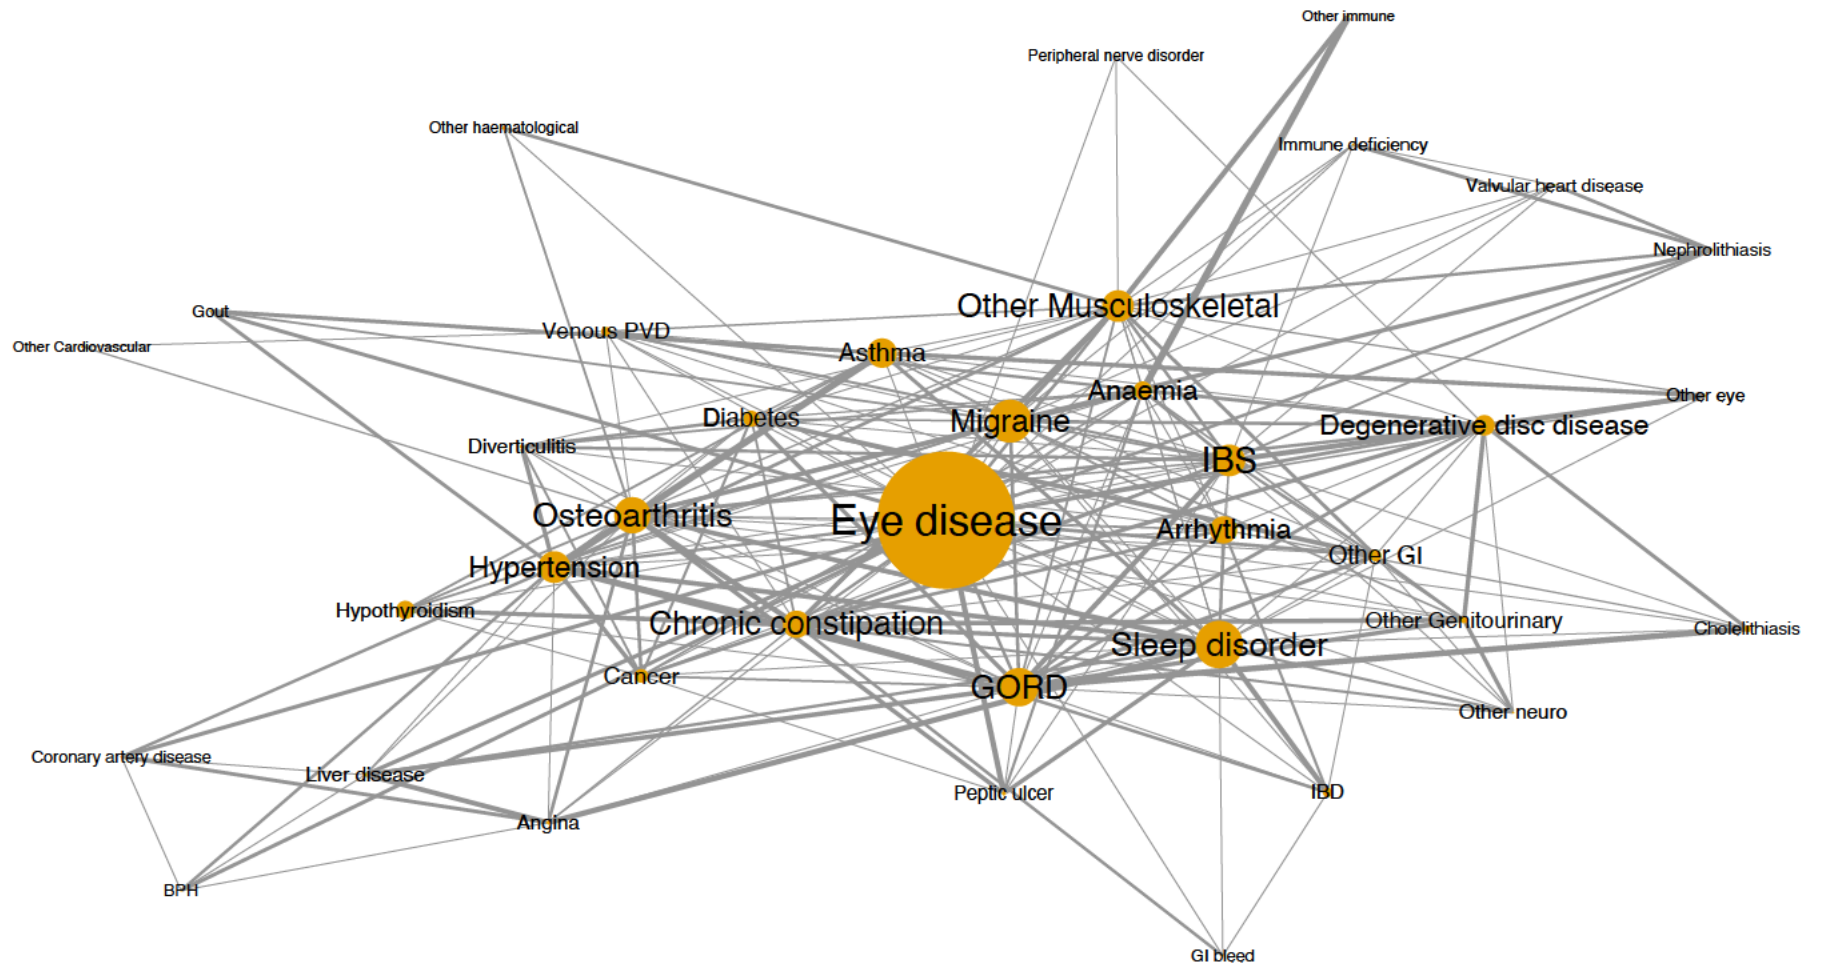 Other immune
Peripheral nerve disorder
Other haematological
Immune deficiency
Valvular heart disease
Nephrolithiasis
Other Musculoskeletal
Gout
Venous PVD
Other Cardiovascular
Asthma
Anaemia
Other eye
Diabetes
Migraine
Degenerative disc disease
Diverticulitis
IBS
Osteoarthritis
Eye disease
Arrhythmia
Other GI
Hypertension
Hypothyroidism
Chronic constipation
Other Genitourinary
Cholelithiasis
Sleep disorder
Cancer
GORD
Other neuro
Coronary artery disease
Liver disease
Peptic ulcer
IBD
Angina
BPH
GI bleed